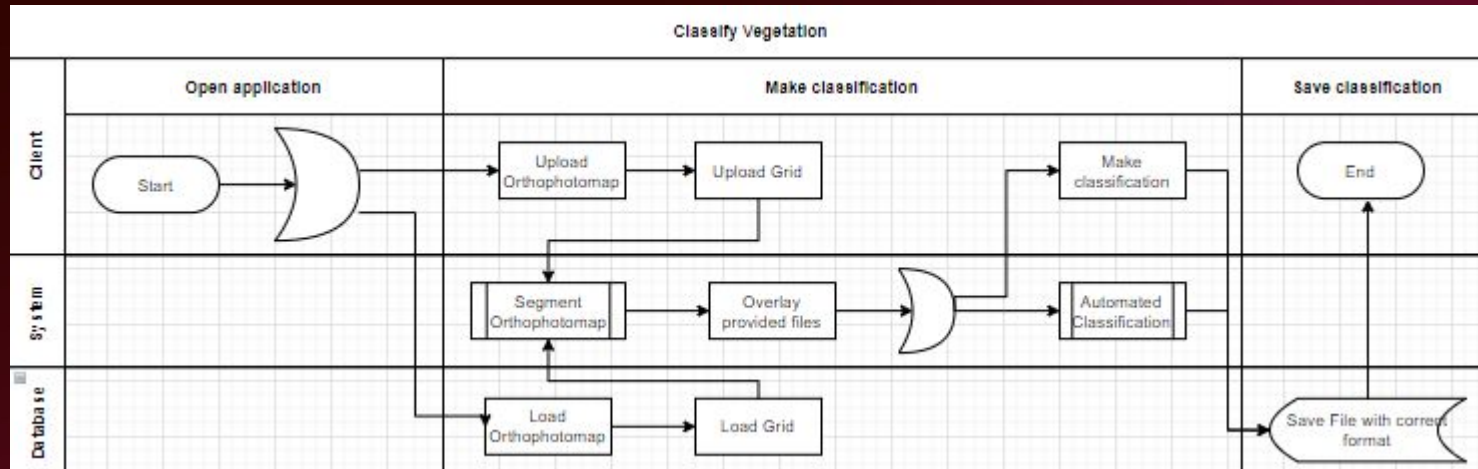 Classify Vegetation
Open application
Make classification
Save classification
Client
Start
Upload
Orthophotomap
Upload Grid
Make
classification
End
System
Segment
Orthophotomap
Overlay
provided files
Automated
Classification
Database
Load
Orthophotomap
Load Grid
Save File with correct
format